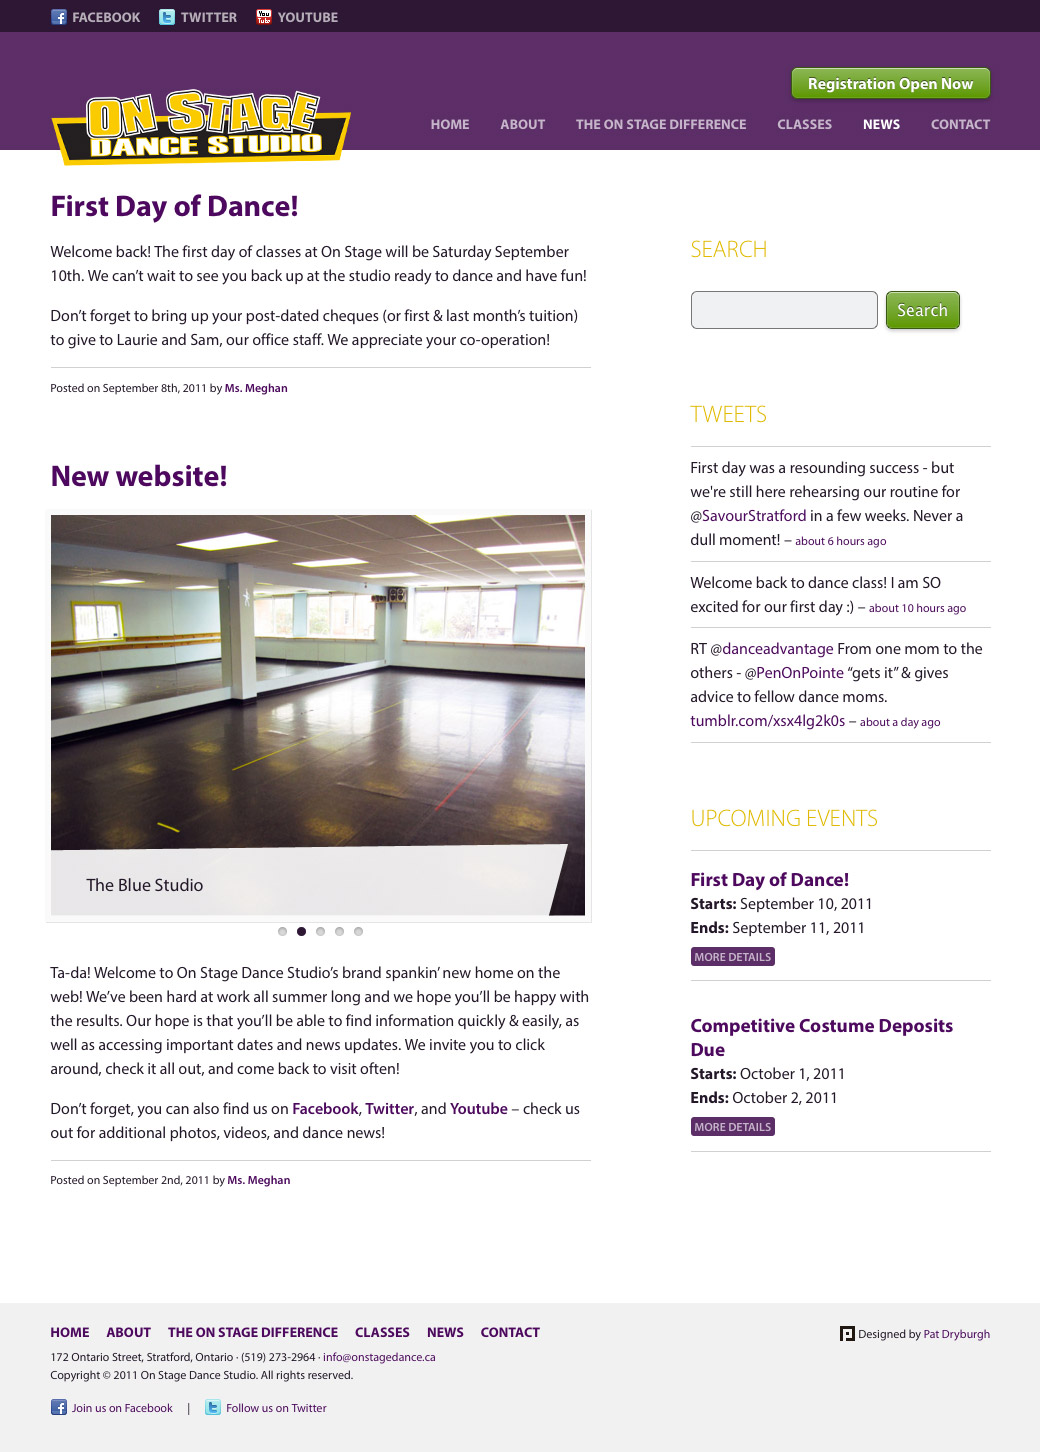 FACEBOOK TWITTER YOUTUBE
Registration Open Now
ON STAGE
DANCE STUDIO
HOME ABOUT THE ON STAGE DIFFERENCE CLASSES NEWS CONTACT
First Day of Dance!
Welcome back! The first day of classes at On Stage will be Saturday September
10th. We can’t wait to see you back up at the studio ready to dance and have fun!
Don’t forget to bring up your post-dated cheques (or first & last month’s tuition)
to give to Laurie and Sam, our office staff. We appreciate your co-operation!
Posted on September 8th, 2011 by Ms. Meghan
New website!
The Blue Studio
Ta-da! Welcome to On Stage Dance Studio’s brand spankin’ new home on the
web! We’ve been hard at work all summer long and we hope you’ll be happy with
the results. Our hope is that you’ll be able to find information quickly & easily, as
well as accessing important dates and news updates. We invite you to click
around, check it all out, and come back to visit often!
Don’t forget, you can also find us on Facebook, Twitter, and Youtube – check us
out for additional photos, videos, and dance news!
Posted on September 2nd, 2011 by Ms. Meghan
SEARCH
Search
TWEETS
First day was a resounding success - but
we're still here rehearsing our routine for
@SavourStratford in a few weeks. Never a
dull moment! – about 6 hours ago
Welcome back to dance class! I am SO
excited for our first day :) – about 10 hours ago
RT @danceadvantage From one mom to the
others - @PenOnPointe “gets it” & gives
advice to fellow dance moms.
tumblr.com/xsx4lg2k0s – about a day ago
UPCOMING EVENTS
First Day of Dance!
Starts: September 10, 2011
Ends: September 11, 2011
MORE DETAILS
Competitive Costume Deposits
Due
Starts: October 1, 2011
Ends: October 2, 2011
MORE DETAILS
HOME ABOUT THE ON STAGE DIFFERENCE CLASSES NEWS CONTACT
172 Ontario Street, Stratford, Ontario · (519) 273-2964 · info@onstagedance.ca
Copyright © 2011 On Stage Dance Studio. All rights reserved.
Join us on Facebook | Follow us on Twitter
Designed by Pat Dryburgh